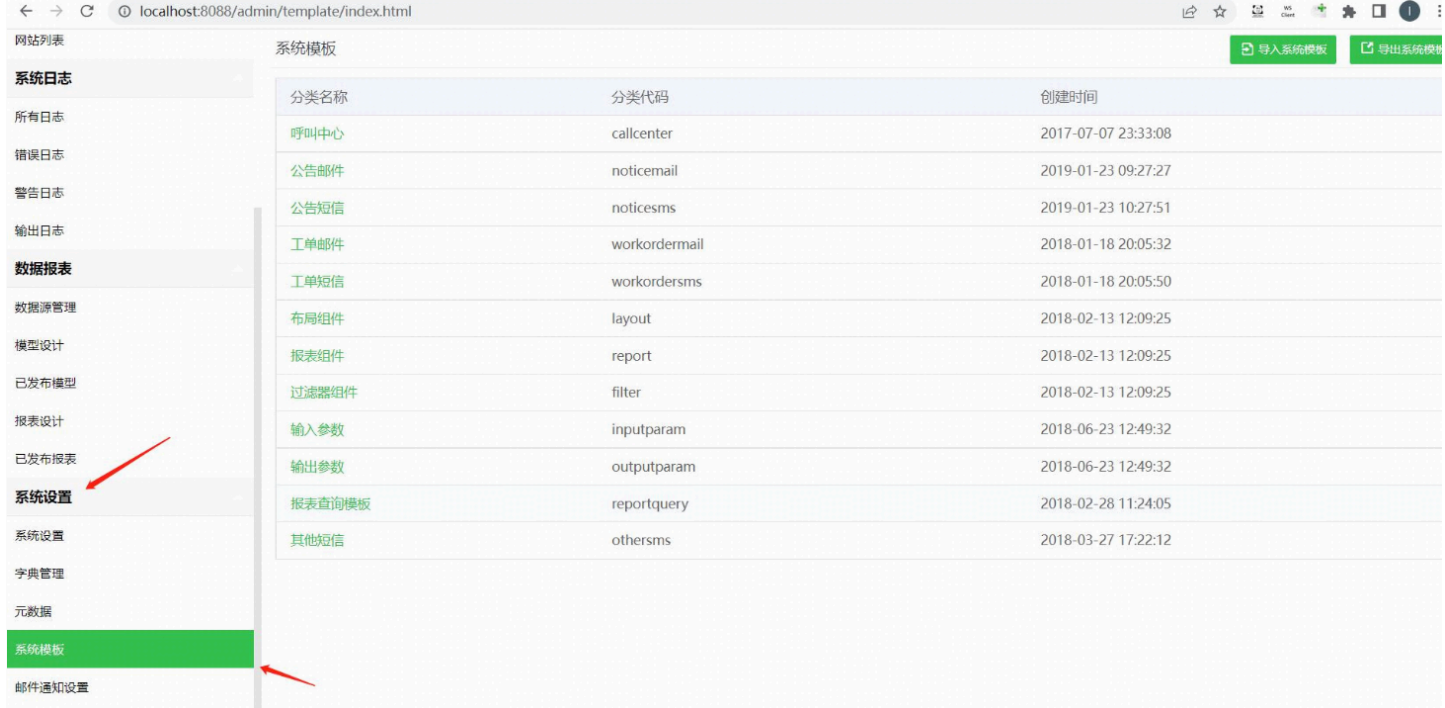 localhost:8088/admin/template/index.html
WS
Client
I
网站列表
系统模板
导入系统模板
导出系统模板
系统日志
所有日志
错误日志
警告日志
输出日志
数据报表
数据源管理
模型设计
已发布模型
报表设计
已发布报表
系统设置
系统设置
字典管理
元数据
系统模板
邮件通知设置
分类名称 分类代码 创建时间
呼叫中心 callcenter 2017-07-07 23:33:08
公告邮件 noticemail 2019-01-23 09:27:27
公告短信 noticesms 2019-01-23 10:27:51
工单邮件 workordermail 2018-01-18 20:05:32
工单短信 workordersms 2018-01-18 20:05:50
布局组件 layout 2018-02-13 12:09:25
报表组件 report 2018-02-13 12:09:25
过滤器组件 filter 2018-02-13 12:09:25
输入参数 inputparam 2018-06-23 12:49:32
输出参数 outputparam 2018-06-23 12:49:32
报表查询模板 reportquery 2018-02-28 11:24:05
其他短信 othersms 2018-03-27 17:22:12